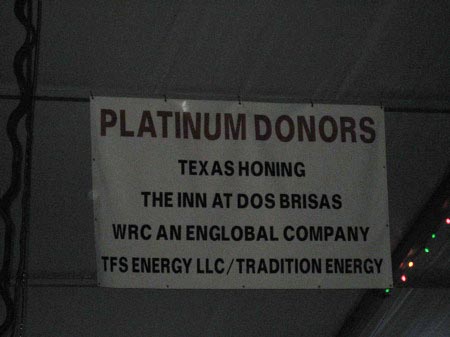 PLATINUM DONORS
TEXAS HONING
THE INN AT DOS BRISAS
WRC AN ENGLOBAL COMPANY
TFS ENERGY LLC/TRADITION ENERGY